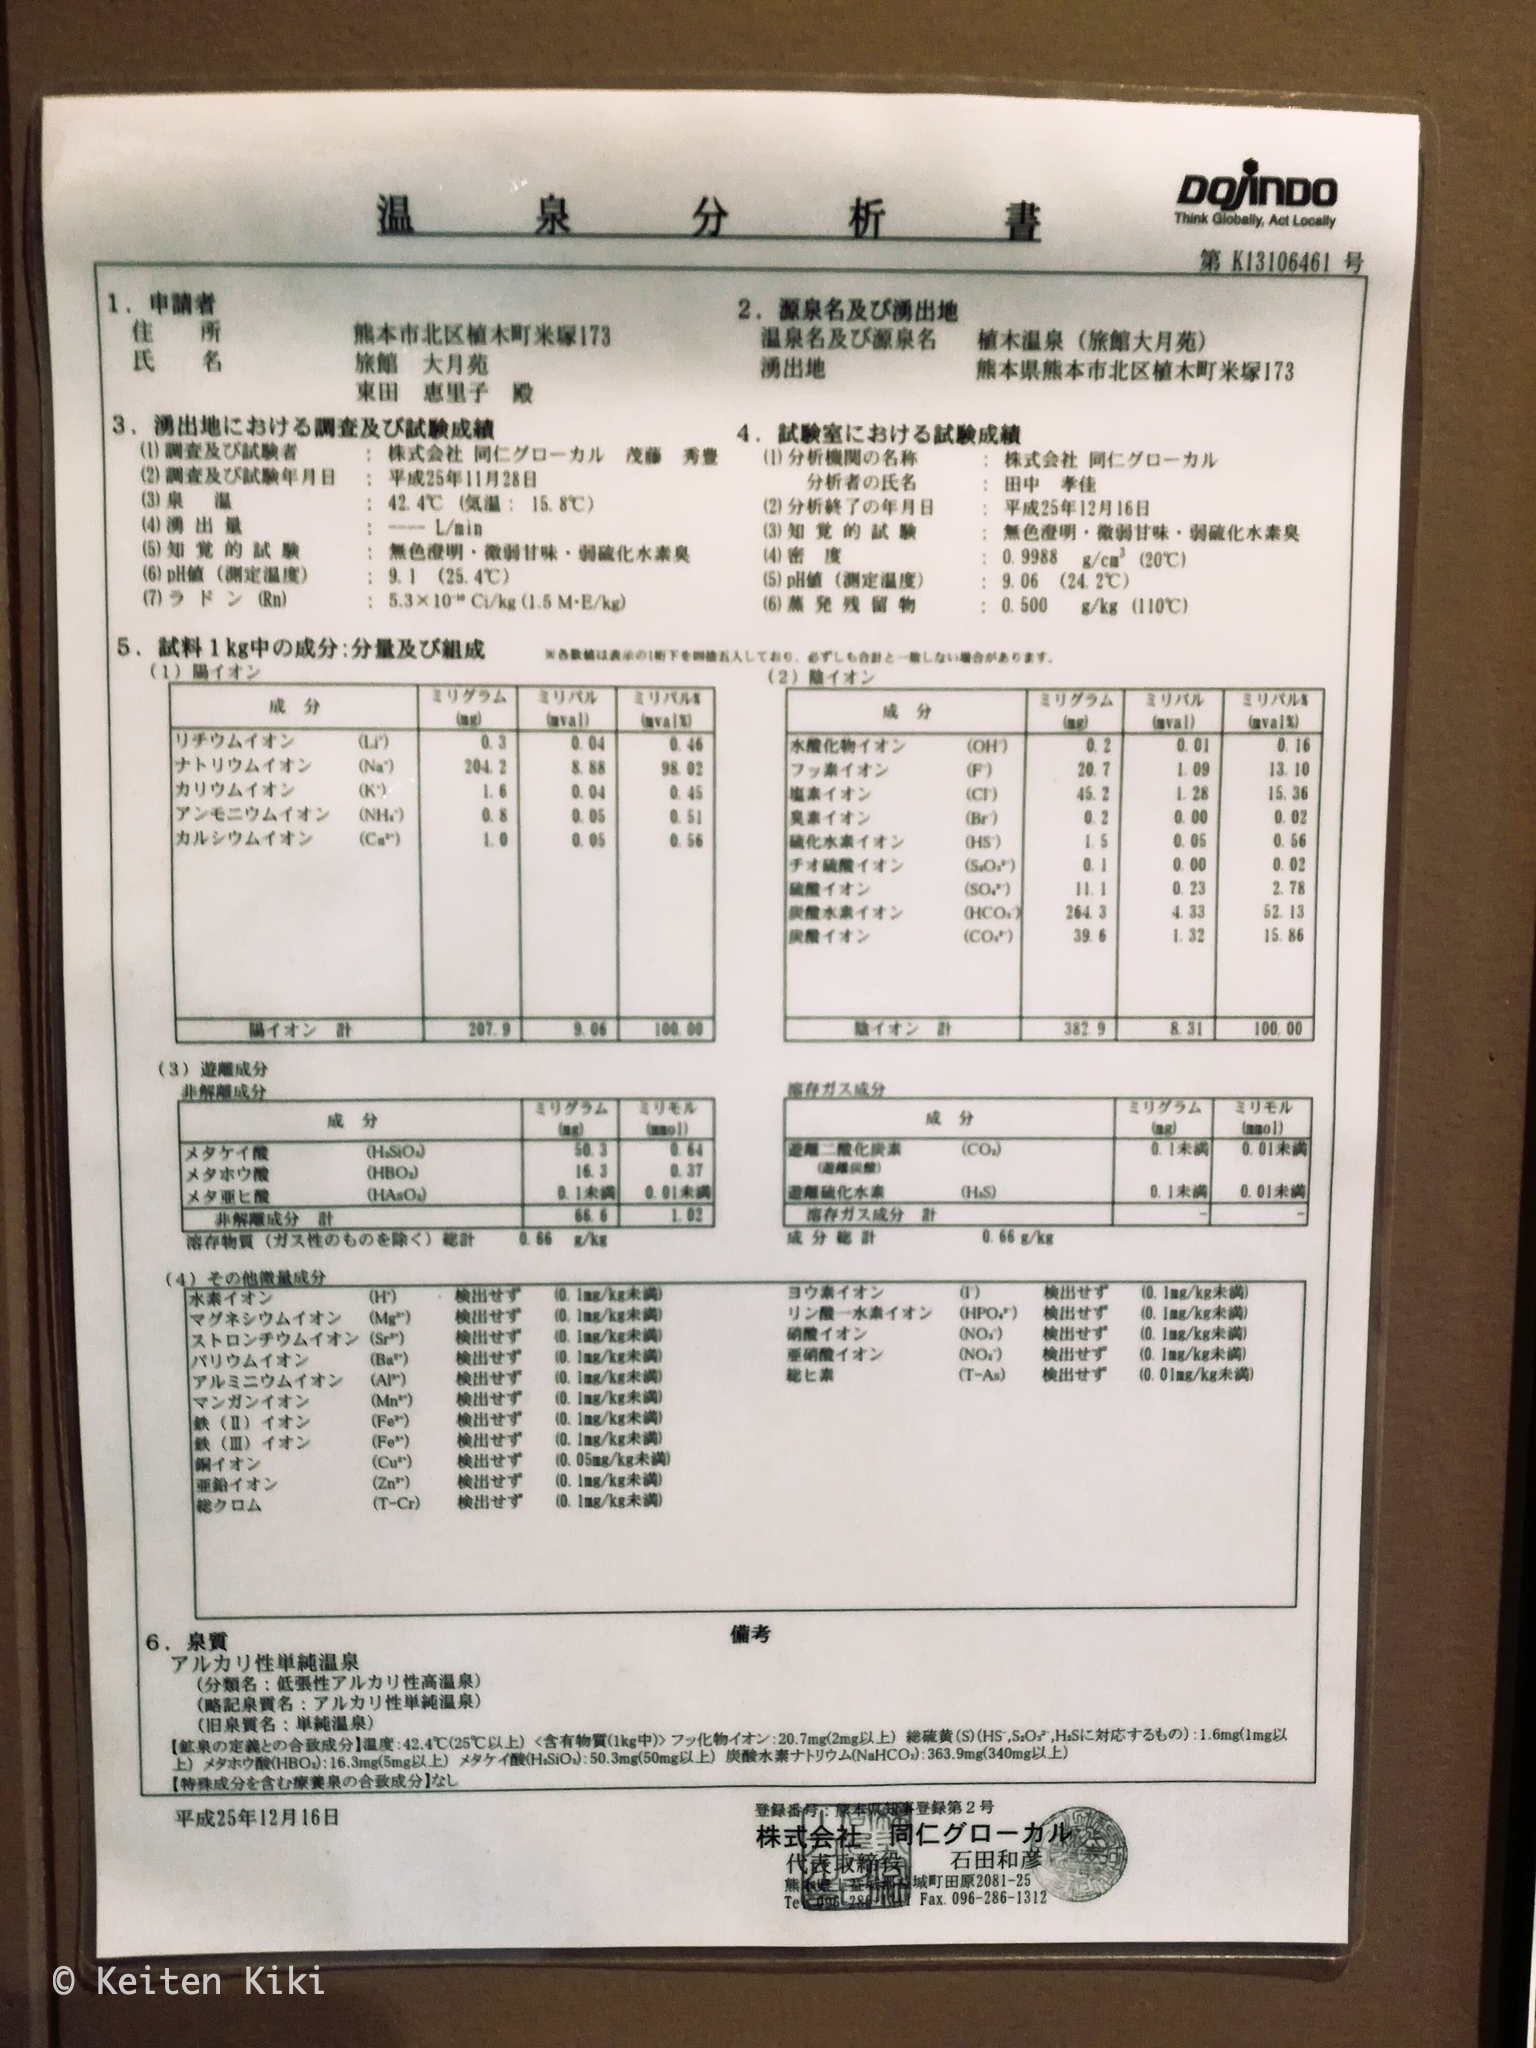 DOJINDO
Think Globally, Act Locally
温泉分析書
第 K13106461 号
1．申請者
住所 熊本市北区植木町米塚173
氏名 旅館 大月苑
東田 恵里子 殿
2．源泉名及び湧出地
温泉名及び源泉名 植木温泉（旅館大月苑）
湧出地 熊本県熊本市北区植木町米塚173
3．湧出地における調査及び試験成績
(1) 調査及び試験者 : 株式会社 同仁グローカル 茂藤 秀豊
(2) 調査及び試験年月日 : 平成25年11月28日
(3) 泉温 : 42.4℃ (気温 : 15.8℃)
(4) 湧出量 : ---- L/min
(5) 知覚的試験 : 無色澄明・微弱甘味・弱硫化水素臭
(6) pH値 (測定温度) : 9.1 (25.4℃)
(7) ラドン (Rn) : 5.3×10⁻¹⁰ Ci/kg (1.5 M･E/kg)
4．試験室における試験成績
(1) 分析機関の名称 : 株式会社 同仁グローカル
分析者の氏名 : 田中 孝佳
(2) 分析終了の年月日 : 平成25年12月16日
(3) 知覚的試験 : 無色澄明・微弱甘味・弱硫化水素臭
(4) 密度 : 0.9988 g/cm³ (20℃)
(5) pH値 (測定温度) : 9.06 (24.2℃)
(6) 蒸発残留物 : 0.500 g/kg (110℃)
5．試料1kg中の成分:分量及び組成
※各数値は表示の1桁下を四捨五入しており、必ずしも合計と一致しない場合があります。
(1) 陽イオン
成分 ミリグラム(mg) ミリバル(mval) ミリバル%(mval%)
リチウムイオン (Li⁺) 0.3 0.04 0.46
ナトリウムイオン (Na⁺) 204.2 8.88 98.02
カリウムイオン (K⁺) 1.6 0.04 0.45
アンモニウムイオン (NH₄⁺) 0.8 0.05 0.51
カルシウムイオン (Ca²⁺) 1.0 0.05 0.56
陽イオン 計 207.9 9.06 100.00
(2) 陰イオン
成分 ミリグラム(mg) ミリバル(mval) ミリバル%(mval%)
水酸化物イオン (OH⁻) 0.2 0.01 0.16
フッ素イオン (F⁻) 20.7 1.09 13.10
塩素イオン (Cl⁻) 45.2 1.28 15.36
臭素イオン (Br⁻) 0.2 0.00 0.02
硫化水素イオン (HS⁻) 1.5 0.05 0.56
チオ硫酸イオン (S₂O₃²⁻) 0.1 0.00 0.02
硫酸イオン (SO₄²⁻) 11.1 0.23 2.78
炭酸水素イオン (HCO₃⁻) 264.3 4.33 52.13
炭酸イオン (CO₃²⁻) 39.6 1.32 15.86
陰イオン 計 382.9 8.31 100.00
(3) 遊離成分
非解離成分
成分 ミリグラム(mg) ミリモル(mmol)
メタケイ酸 (H₂SiO₃) 50.3 0.64
メタホウ酸 (HBO₂) 16.3 0.37
メタ亜ヒ酸 (HAsO₂) 0.1未満 0.01未満
非解離成分 計 66.6 1.02
溶存物質（ガス性のものを除く）総計 0.66 g/kg
溶存ガス成分
成分 ミリグラム(mg) ミリモル(mmol)
遊離二酸化炭素 (CO₂) 0.1未満 0.01未満
(遊離炭酸)
遊離硫化水素 (H₂S) 0.1未満 0.01未満
溶存ガス成分 計 - -
成分総計 0.66 g/kg
(4) その他微量成分
水素イオン (H⁺) 検出せず (0.1mg/kg未満)
マグネシウムイオン (Mg²⁺) 検出せず (0.1mg/kg未満)
ストロンチウムイオン (Sr²⁺) 検出せず (0.1mg/kg未満)
バリウムイオン (Ba²⁺) 検出せず (0.1mg/kg未満)
アルミニウムイオン (Al³⁺) 検出せず (0.1mg/kg未満)
マンガンイオン (Mn²⁺) 検出せず (0.1mg/kg未満)
鉄（Ⅱ）イオン (Fe²⁺) 検出せず (0.1mg/kg未満)
鉄（Ⅲ）イオン (Fe³⁺) 検出せず (0.1mg/kg未満)
銅イオン (Cu²⁺) 検出せず (0.05mg/kg未満)
亜鉛イオン (Zn²⁺) 検出せず (0.1mg/kg未満)
総クロム (T-Cr) 検出せず (0.1mg/kg未満)
ヨウ素イオン (I⁻) 検出せず (0.1mg/kg未満)
リン酸一水素イオン (HPO₄²⁻) 検出せず (0.1mg/kg未満)
硝酸イオン (NO₃⁻) 検出せず (0.1mg/kg未満)
亜硝酸イオン (NO₂⁻) 検出せず (0.1mg/kg未満)
総ヒ素 (T-As) 検出せず (0.01mg/kg未満)
6．泉質
アルカリ性単純温泉
(分類名：低張性アルカリ性高温泉)
(略記泉質名：アルカリ性単純温泉)
(旧泉質名：単純温泉)
備考
【鉱泉の定義との合致成分】温度:42.4℃(25℃以上) <含有物質(1kg中)> フッ化物イオン:20.7mg(2mg以上) 総硫黄(S)(HS⁻,S₂O₃²⁻,H₂Sに対応するもの):1.6mg(1mg以
上) メタホウ酸(HBO₂):16.3mg(5mg以上) メタケイ酸(H₂SiO₃):50.3mg(50mg以上) 炭酸水素ナトリウム(NaHCO₃):363.9mg(340mg以上)
【特殊成分を含む療養泉の合致成分】なし
平成25年12月16日
登録番号：熊本県知事登録第2号
株式会社 同仁グローカル
代表取締役 石田和彦
城町田原2081-25
Fax. 096-286-1312
© Keiten Kiki